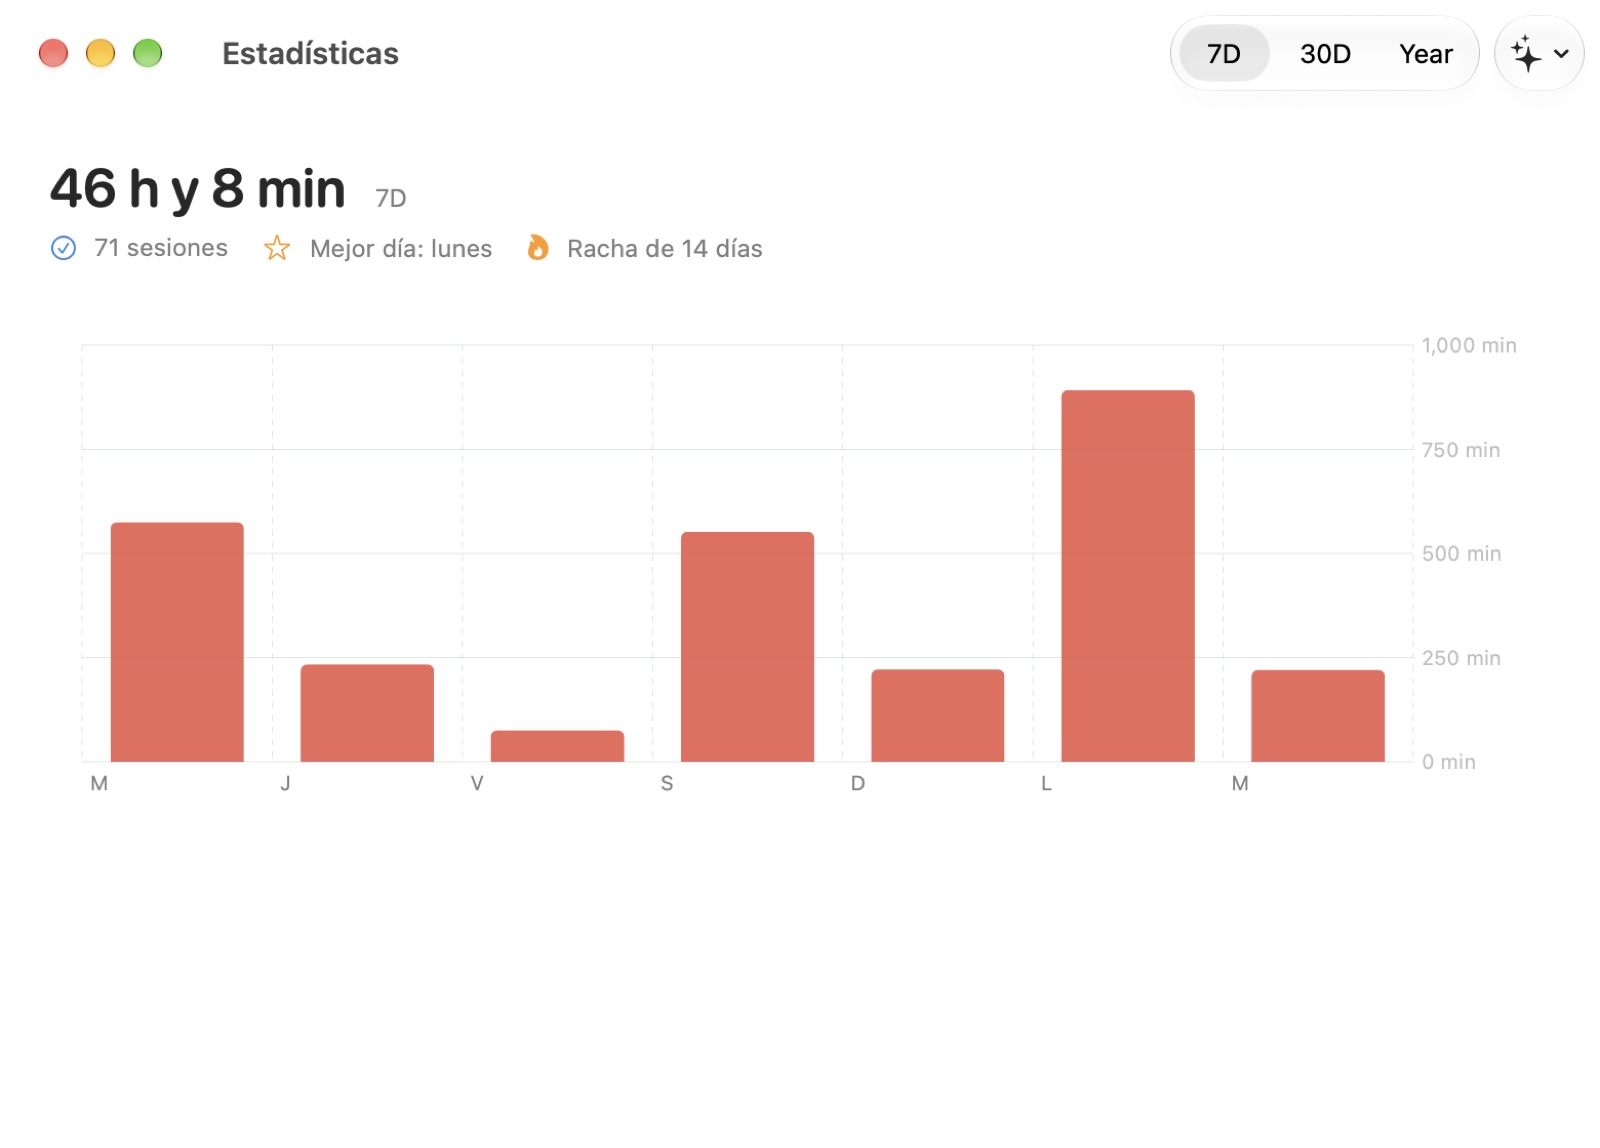 Estadísticas
7D 30D Year
46 h y 8 min 7D
71 sesiones Mejor día: lunes Racha de 14 días
1,000 min
750 min
500 min
250 min
0 min
M J V S D L M